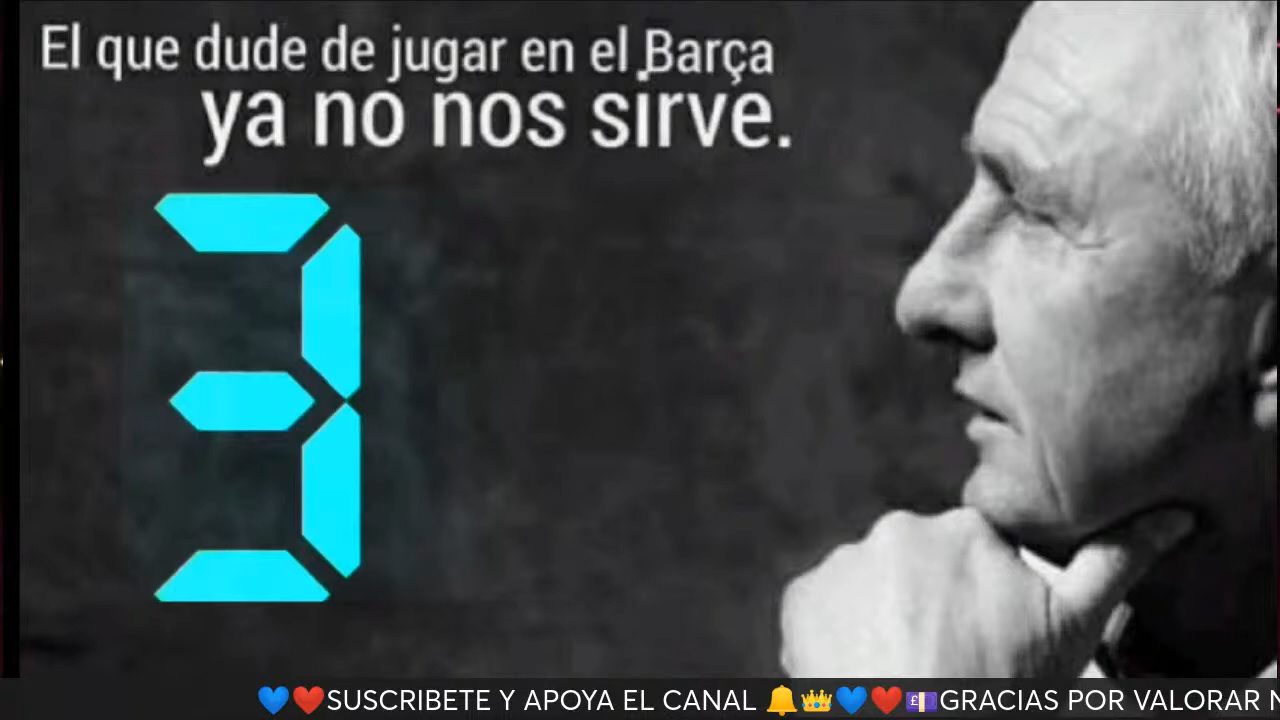 El que dude de jugar en el Barça
ya no nos sirve.
3
💙❤️SUSCRIBETE Y APOYA EL CANAL 🔔👑💙❤️💷GRACIAS POR VALORAR